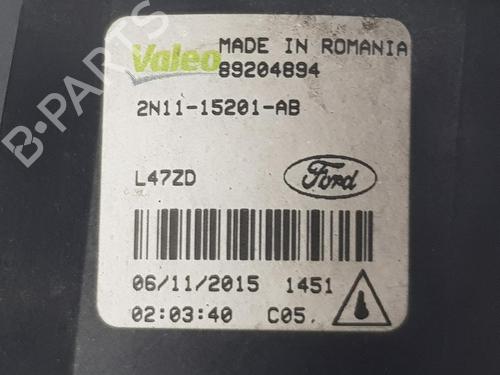 Valeo MADE IN ROMANIA
89204894
2N11-15201-AB
L47ZD Ford
06/11/2015 1451
02:03:40 C05.
B-PARTS